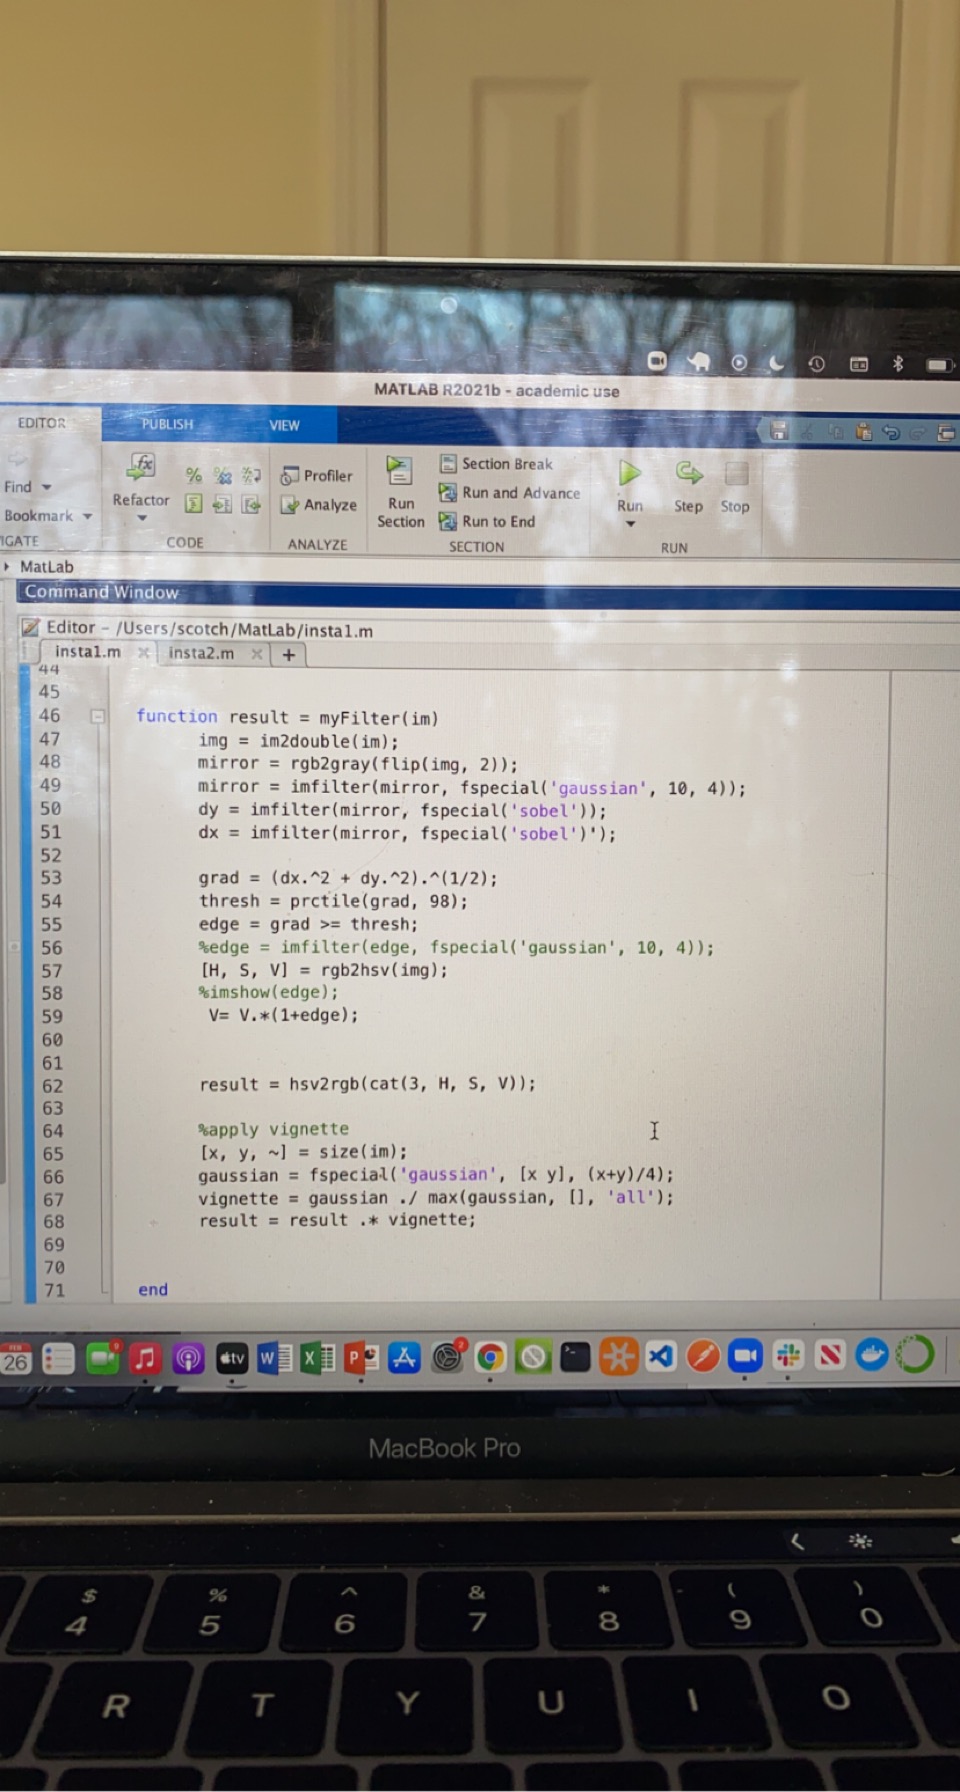 MATLAB R2021b - academic use
EDITOR
PUBLISH
VIEW
Find
Bookmark
IGATE
fx
Refactor
CODE
Profiler
Analyze
ANALYZE
Run
Section
Section Break
Run and Advance
Run to End
SECTION
Run
Step
Stop
RUN
MatLab
Command Window
Editor - /Users/scotch/MatLab/insta1.m
insta1.m × insta2.m × +
44
45
46 function result = myFilter(im)
47 img = im2double(im);
48 mirror = rgb2gray(flip(img, 2));
49 mirror = imfilter(mirror, fspecial('gaussian', 10, 4));
50 dy = imfilter(mirror, fspecial('sobel'));
51 dx = imfilter(mirror, fspecial('sobel')');
52
53 grad = (dx.^2 + dy.^2).^(1/2);
54 thresh = prctile(grad, 98);
55 edge = grad >= thresh;
56 %edge = imfilter(edge, fspecial('gaussian', 10, 4));
57 [H, S, V] = rgb2hsv(img);
58 %imshow(edge);
59 V= V.*(1+edge);
60
61
62 result = hsv2rgb(cat(3, H, S, V));
63
64 %apply vignette
65 [x, y, ~] = size(im);
66 gaussian = fspecial('gaussian', [x y], (x+y)/4);
67 vignette = gaussian ./ max(gaussian, [], 'all');
68 result = result .* vignette;
69
70
71 end
FEB
26
tv
W
X
P
N
MacBook Pro
$ % ^ & * ( )
4 5 6 7 8 9 0
R T Y U I O